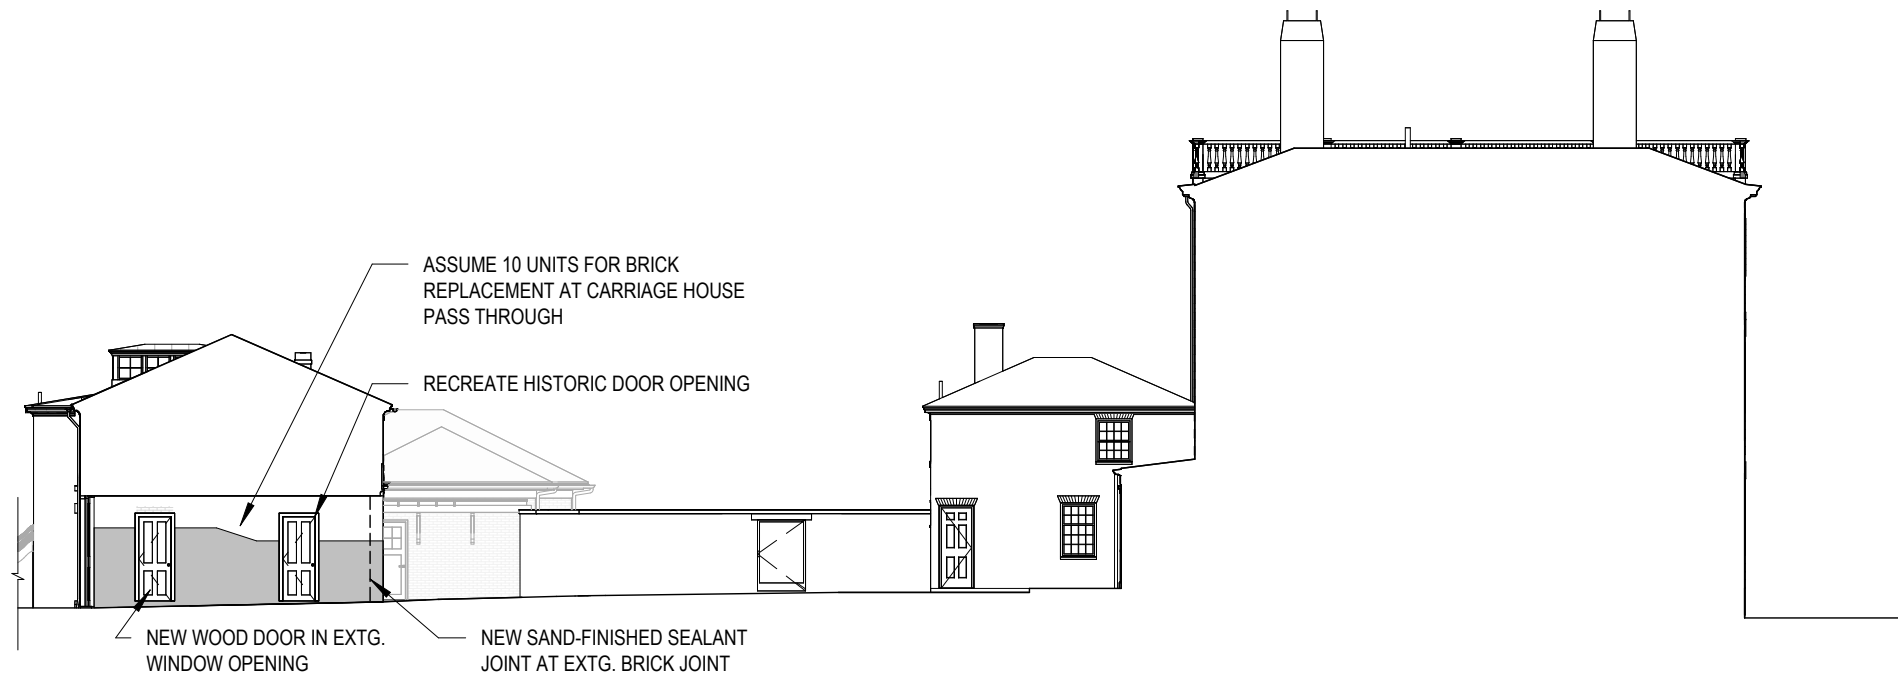 ASSUME 10 UNITS FOR BRICK
REPLACEMENT AT CARRIAGE HOUSE
PASS THROUGH
RECREATE HISTORIC DOOR OPENING
NEW WOOD DOOR IN EXTG.
WINDOW OPENING
NEW SAND-FINISHED SEALANT
JOINT AT EXTG. BRICK JOINT